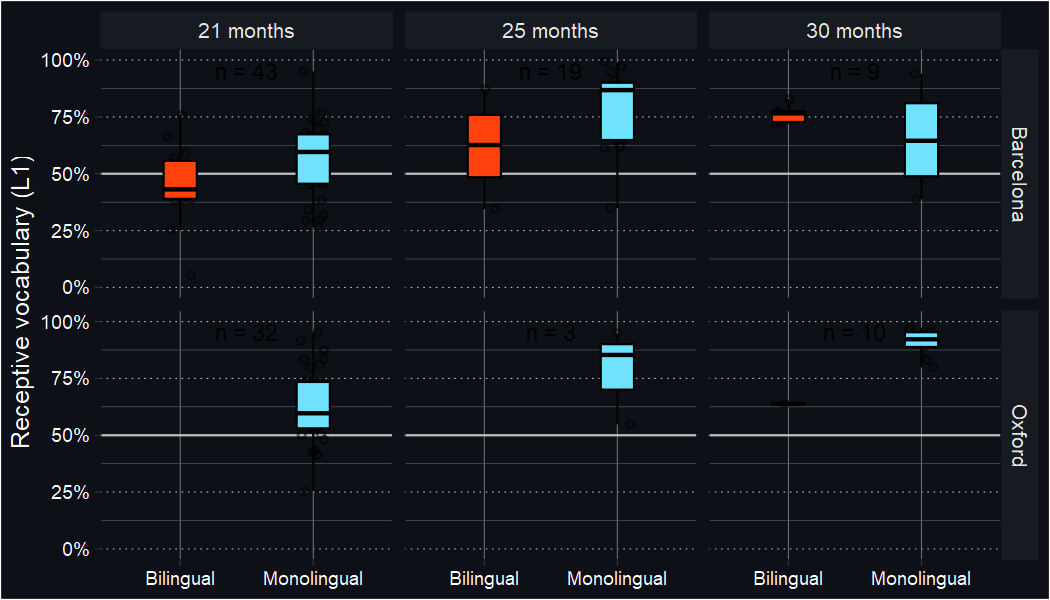 21 months
25 months
30 months
Receptive vocabulary (L1)
100%
75%
50%
25%
0%
n = 43
n = 19
n = 9
Barcelona
100%
75%
50%
25%
0%
n = 32
n = 3
n = 10
Oxford
Bilingual
Monolingual
Bilingual
Monolingual
Bilingual
Monolingual